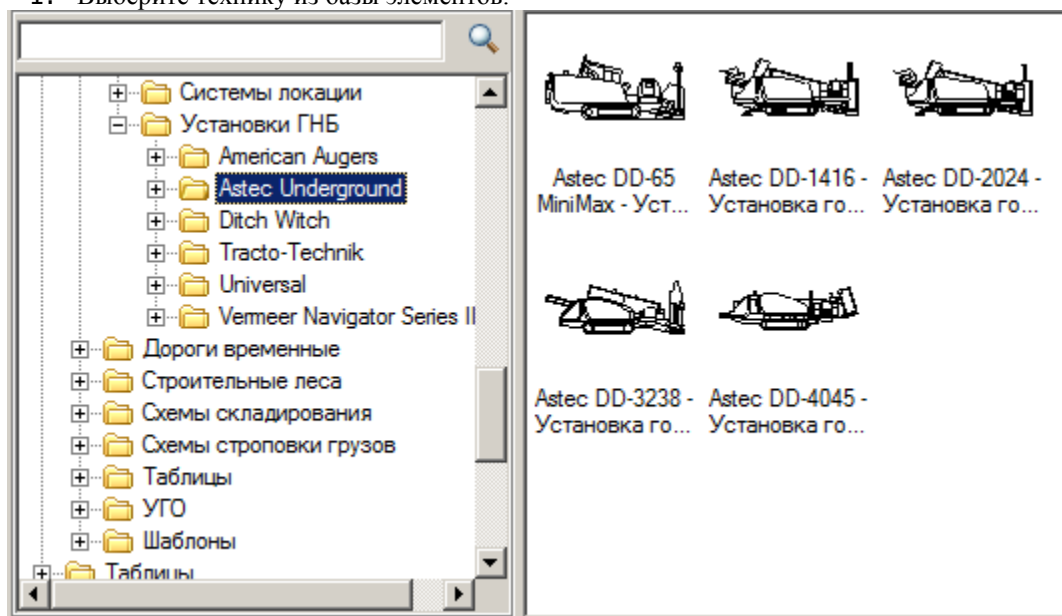 1. Выберите технику из базы элементов.
Системы локации
Установки ГНБ
American Augers
Astec Underground
Ditch Witch
Tracto-Technik
Universal
Vermeer Navigator Series II
Дороги временные
Строительные леса
Схемы складирования
Схемы строповки грузов
Таблицы
УГО
Шаблоны
Таблицы
Astec DD-65
MiniMax - Уст...
Astec DD-1416 -
Установка го...
Astec DD-2024 -
Установка го...
Astec DD-3238 -
Установка го...
Astec DD-4045 -
Установка го...